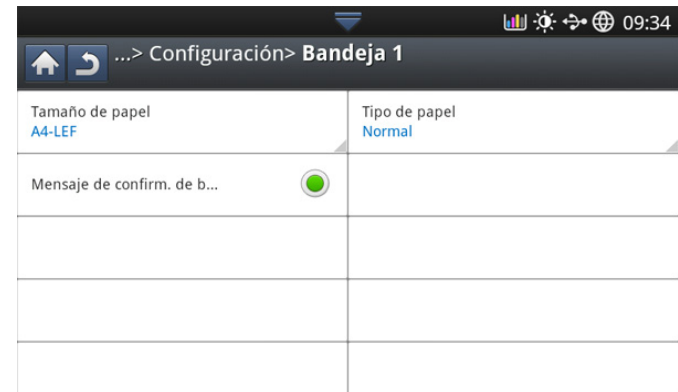 09:34
...> Configuración> Bandeja 1
Tamaño de papel
A4-LEF
Tipo de papel
Normal
Mensaje de confirm. de b...